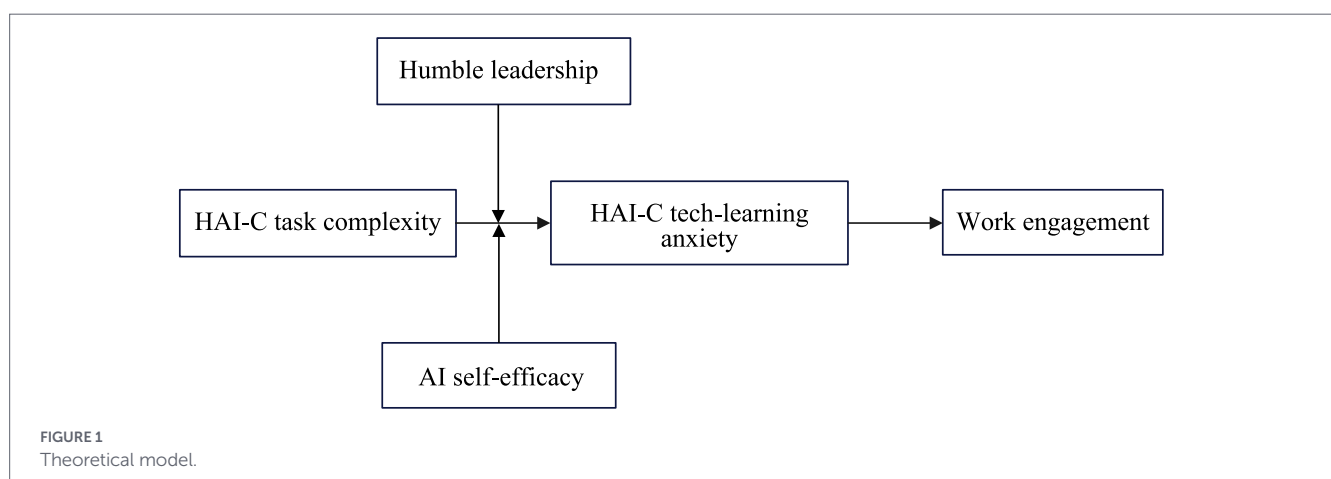 Humble leadership
HAI-C task complexity
HAI-C tech-learning
anxiety
Work engagement
AI self-efficacy
FIGURE 1
Theoretical model.